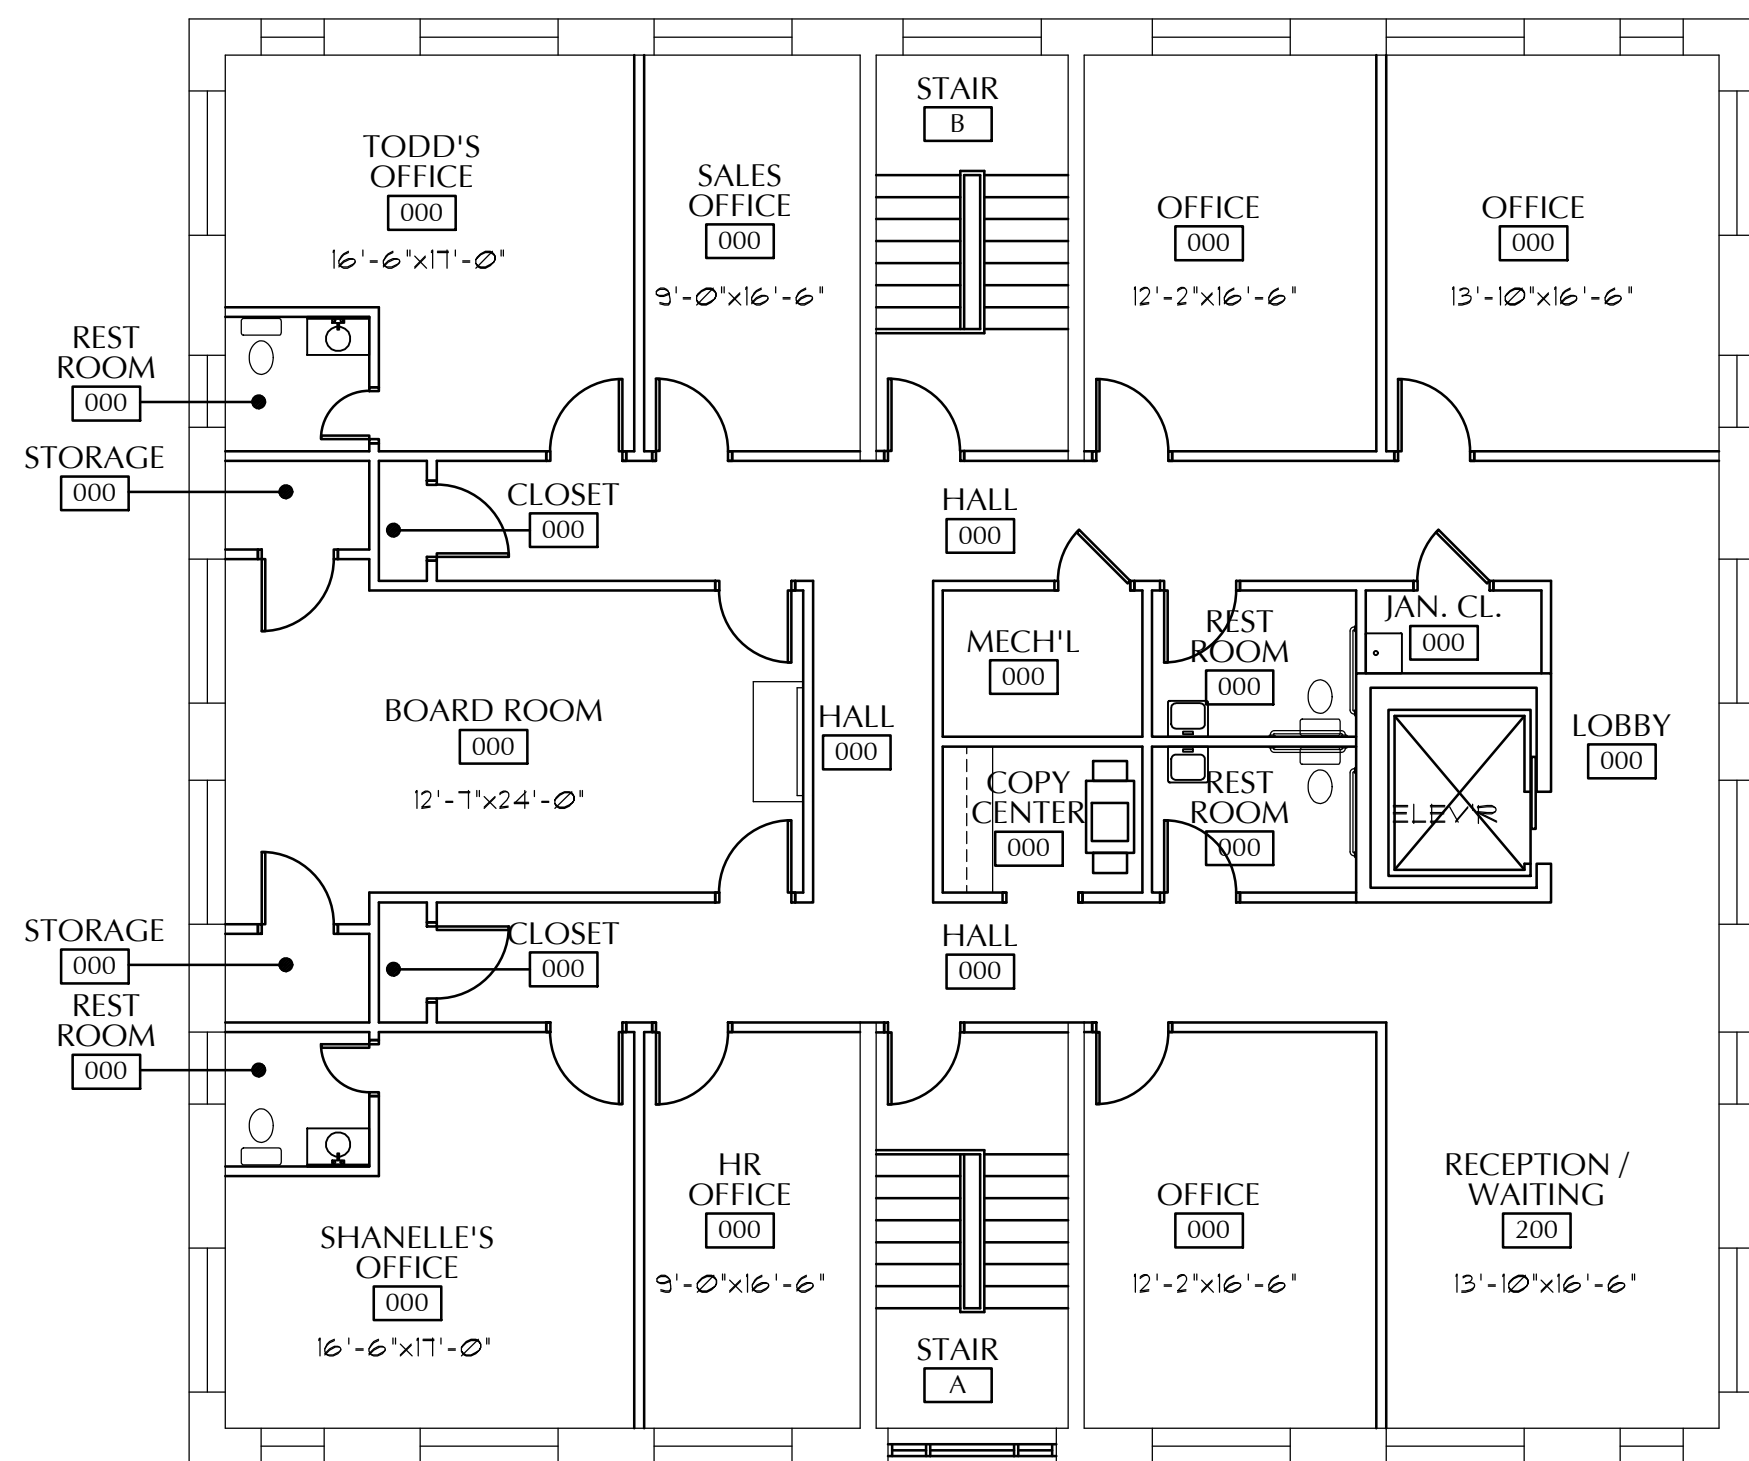 STAIR
B
TODD'S
OFFICE
000
16'-6"x17'-0"
SALES
OFFICE
000
9'-0"x16'-6"
OFFICE
000
12'-2"x16'-6"
OFFICE
000
13'-10"x16'-6"
REST
ROOM
000
STORAGE
000
CLOSET
000
HALL
000
MECH'L
000
REST
ROOM
000
JAN. CL.
000
BOARD ROOM
000
12'-7"x24'-0"
HALL
000
LOBBY
000
COPY
CENTER
000
REST
ROOM
000
ELEV'R
STORAGE
000
CLOSET
000
HALL
000
REST
ROOM
000
SHANELLE'S
OFFICE
000
16'-6"x17'-0"
HR
OFFICE
000
9'-0"x16'-6"
OFFICE
000
12'-2"x16'-6"
RECEPTION /
WAITING
200
13'-10"x16'-6"
STAIR
A